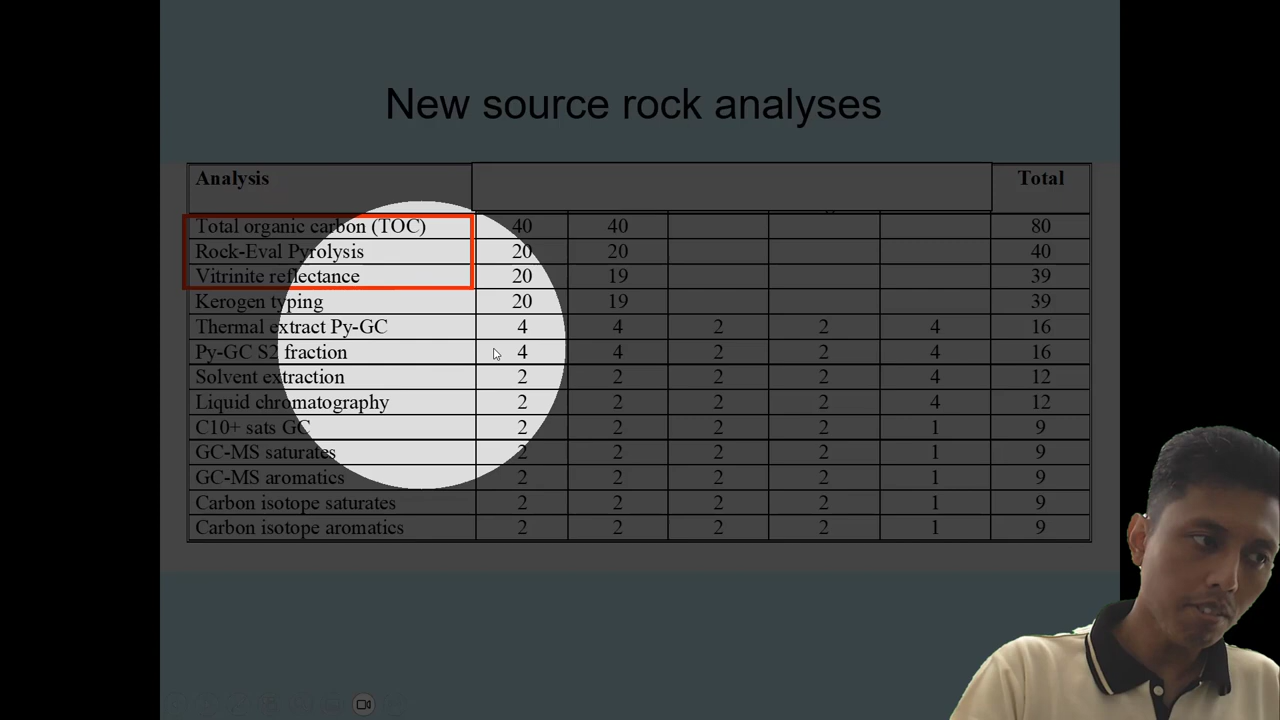 New source rock analyses
Analysis Total
Total organic carbon (TOC) 40 40 80
Rock-Eval Pyrolysis 20 20 40
Vitrinite reflectance 20 19 39
Kerogen typing 20 19 39
Thermal extract Py-GC 4 4 2 2 4 16
Py-GC S2 fraction 4 4 2 2 4 16
Solvent extraction 2 2 2 2 4 12
Liquid chromatography 2 2 2 2 4 12
C10+ sats GC 2 2 2 2 1 9
GC-MS saturates 2 2 2 2 1 9
GC-MS aromatics 2 2 2 2 1 9
Carbon isotope saturates 2 2 2 2 1 9
Carbon isotope aromatics 2 2 2 2 1 9